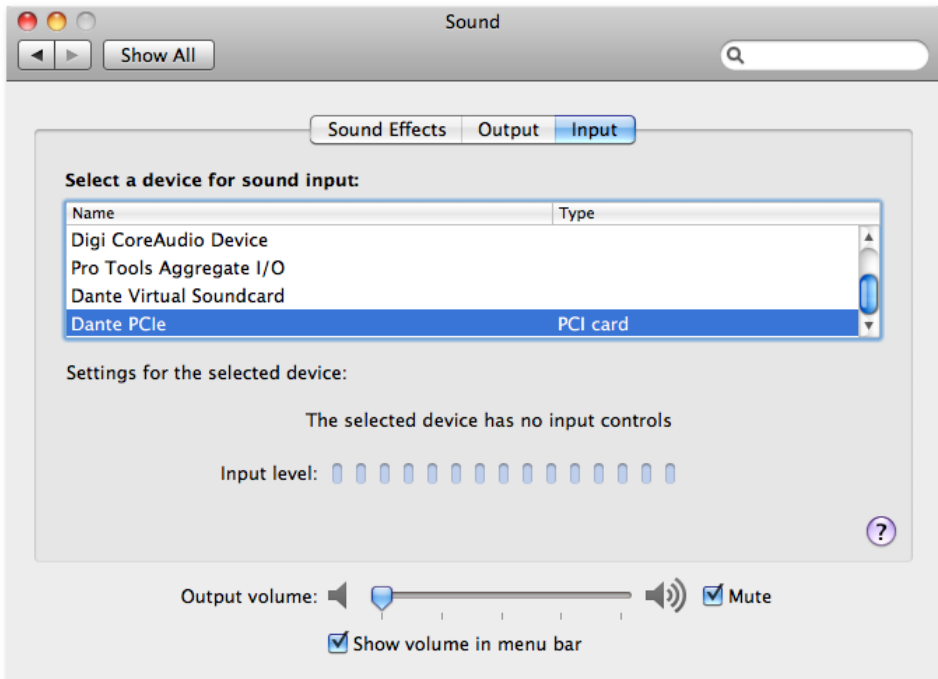 Sound
Show All
Sound Effects Output Input
Select a device for sound input:
Name Type
Digi CoreAudio Device
Pro Tools Aggregate I/O
Dante Virtual Soundcard
Dante PCIe PCI card
Settings for the selected device:
The selected device has no input controls
Input level:
?
Output volume: Mute
Show volume in menu bar